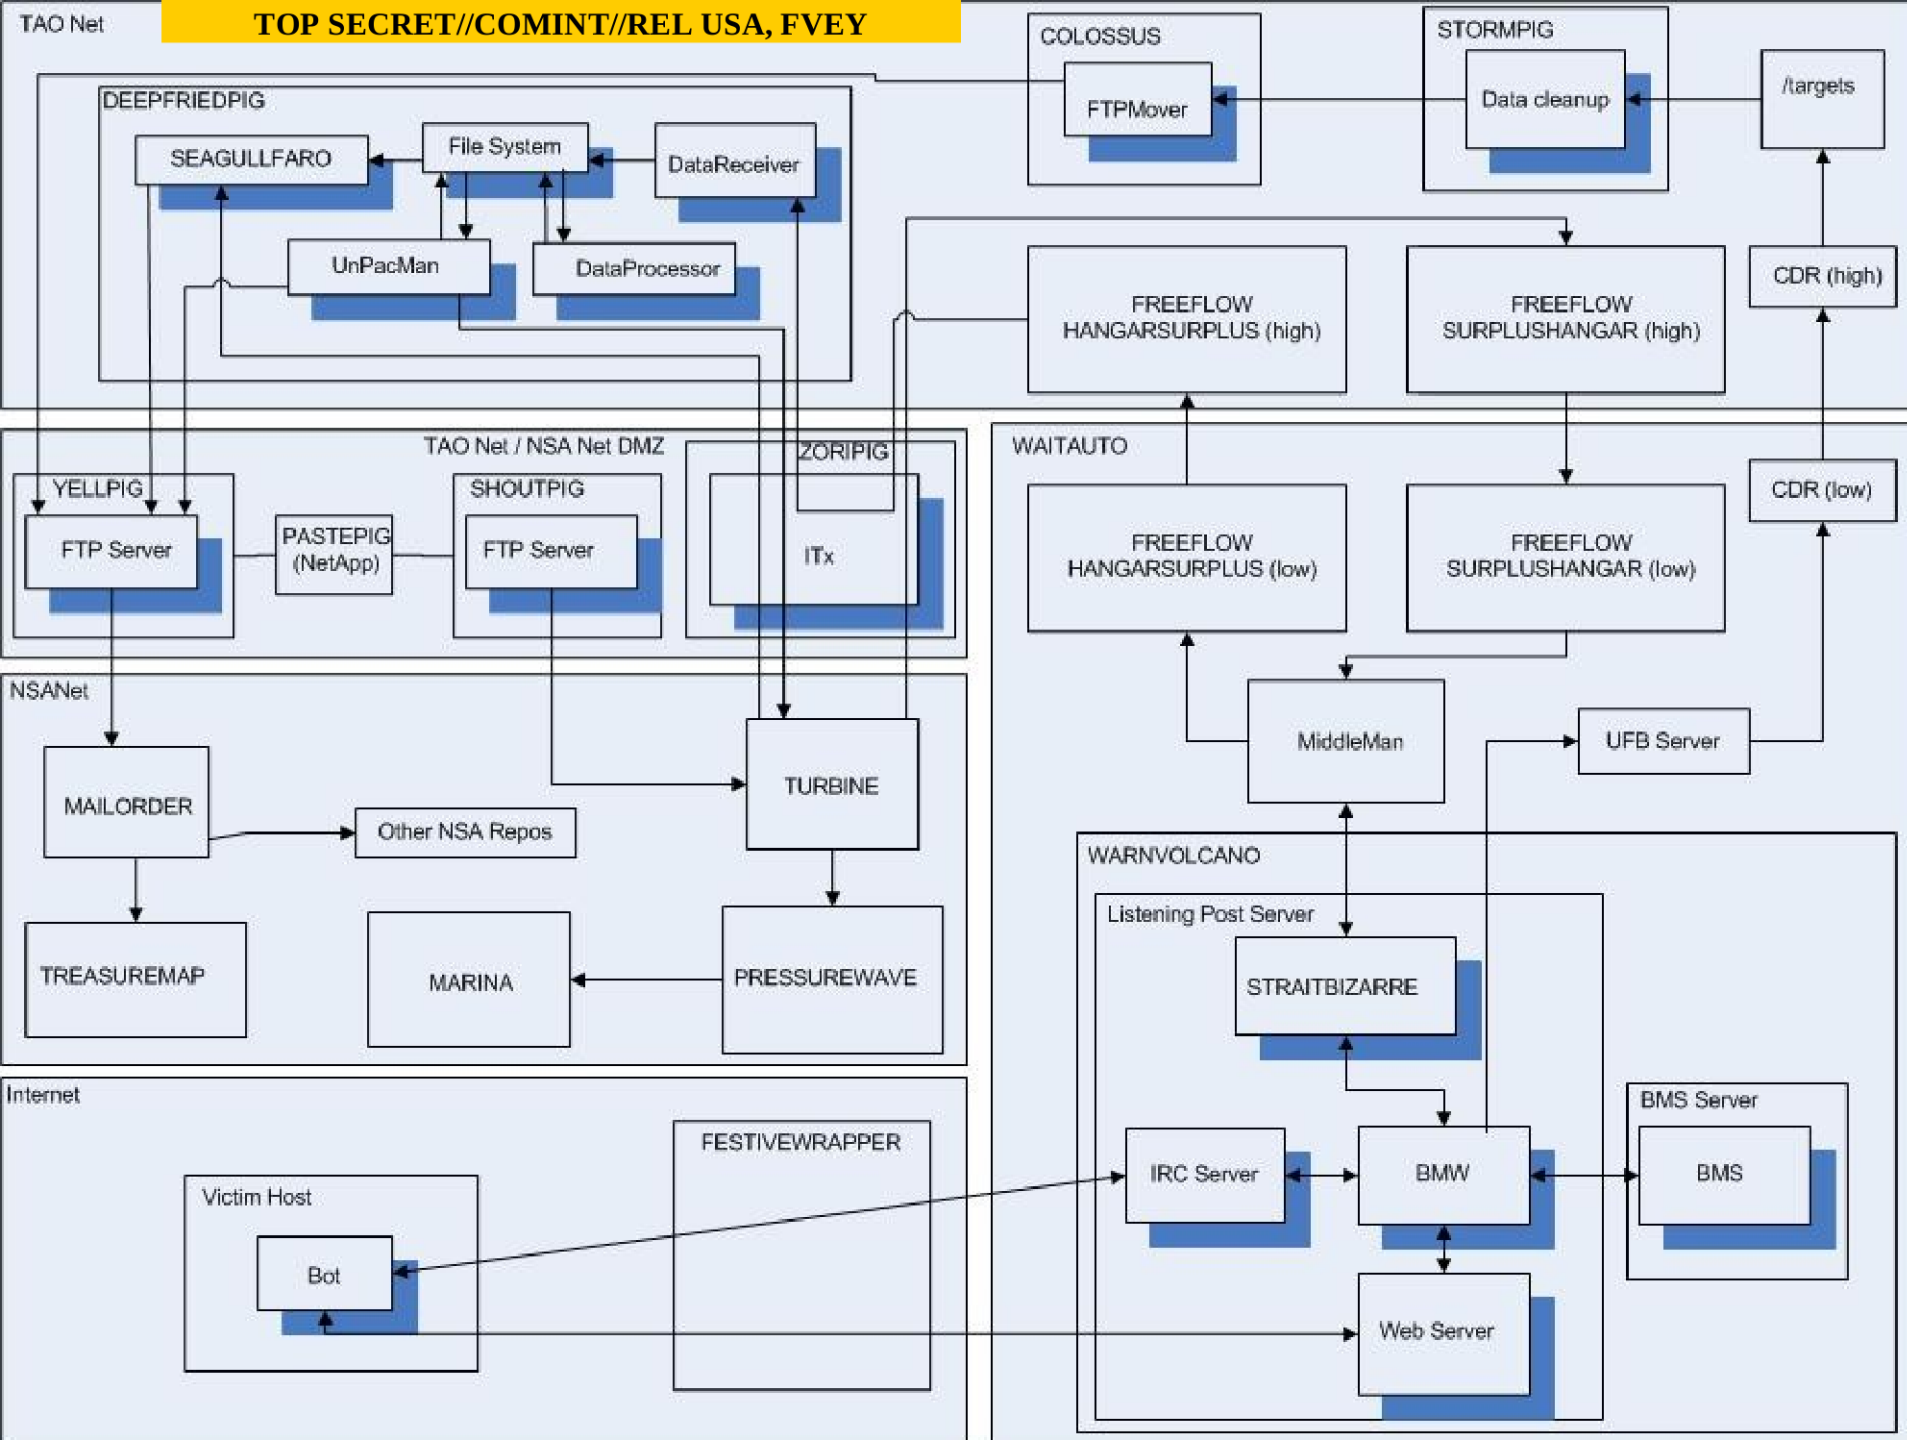 TOP SECRET//COMINT//REL USA, FVEY
TAO Net
COLOSSUS
FTPMover
STORMPIG
Data cleanup
/targets
DEEPFRIEDPIG
SEAGULLFARO
File System
DataReceiver
UnPacMan
DataProcessor
FREEFLOW
HANGARSURPLUS (high)
FREEFLOW
SURPLUSHANGAR (high)
CDR (high)
TAO Net / NSA Net DMZ
YELLPIG
FTP Server
PASTEPIG
(NetApp)
SHOUTPIG
FTP Server
ZORIPIG
ITx
WAITAUTO
FREEFLOW
HANGARSURPLUS (low)
FREEFLOW
SURPLUSHANGAR (low)
CDR (low)
NSANet
MAILORDER
Other NSA Repos
TURBINE
TREASUREMAP
MARINA
PRESSUREWAVE
MiddleMan
UFB Server
WARNVOLCANO
Listening Post Server
STRAITBIZARRE
IRC Server
BMW
BMS Server
BMS
Web Server
Internet
FESTIVEWRAPPER
Victim Host
Bot